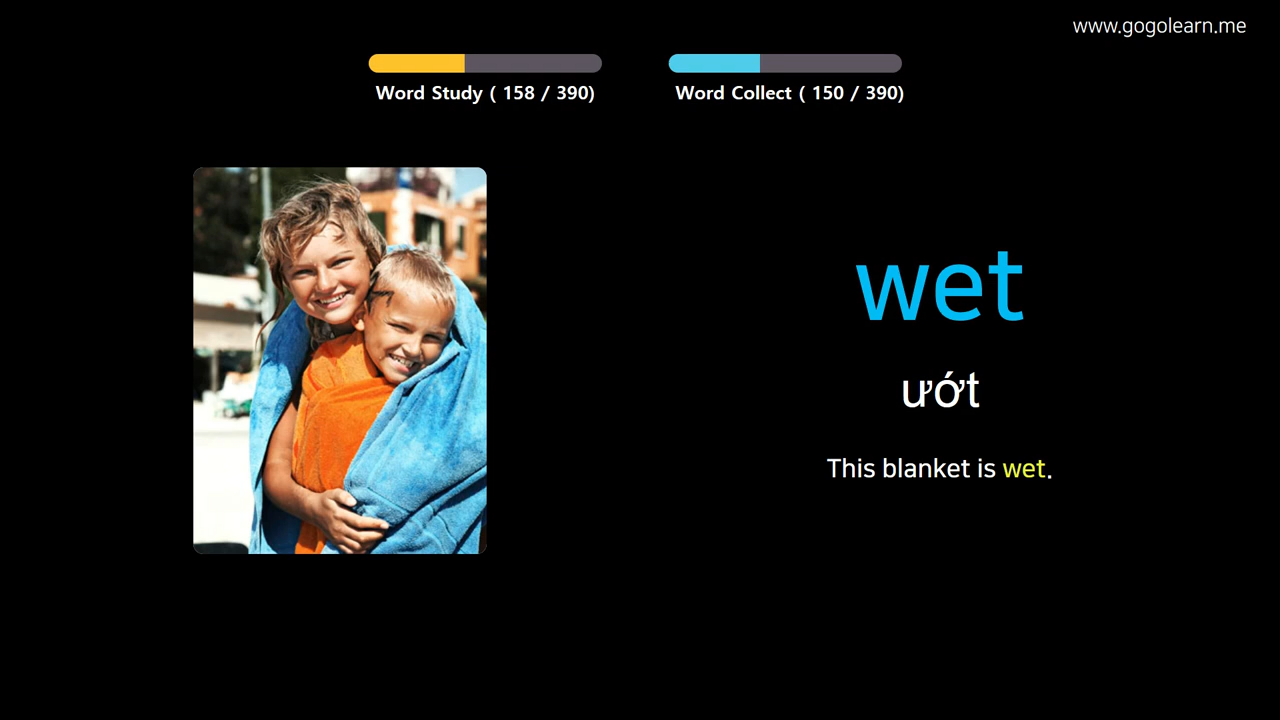 www.gogolearn.me
Word Study ( 158 / 390)
Word Collect ( 150 / 390)
wet
ướt
This blanket is wet.